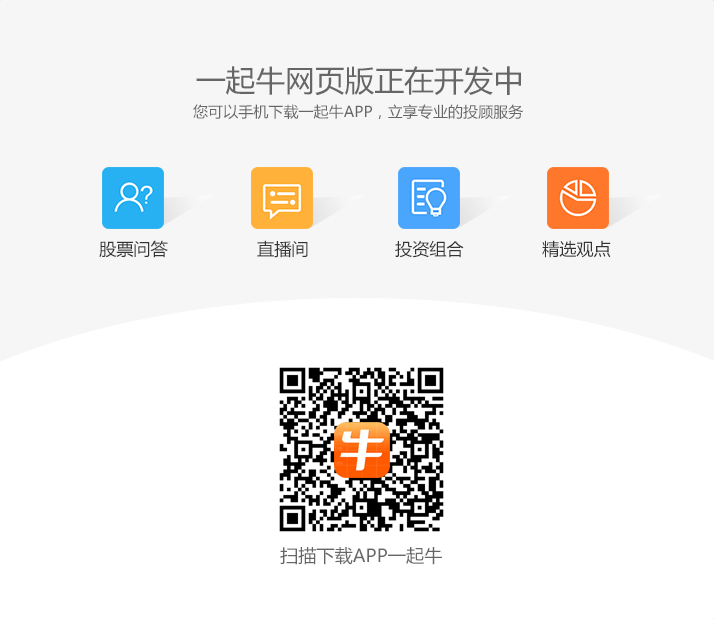 一起牛网页版正在开发中
您可以手机下载一起牛APP，立享专业的投顾服务
股票问答 直播间 投资组合 精选观点
牛
扫描下载APP一起牛